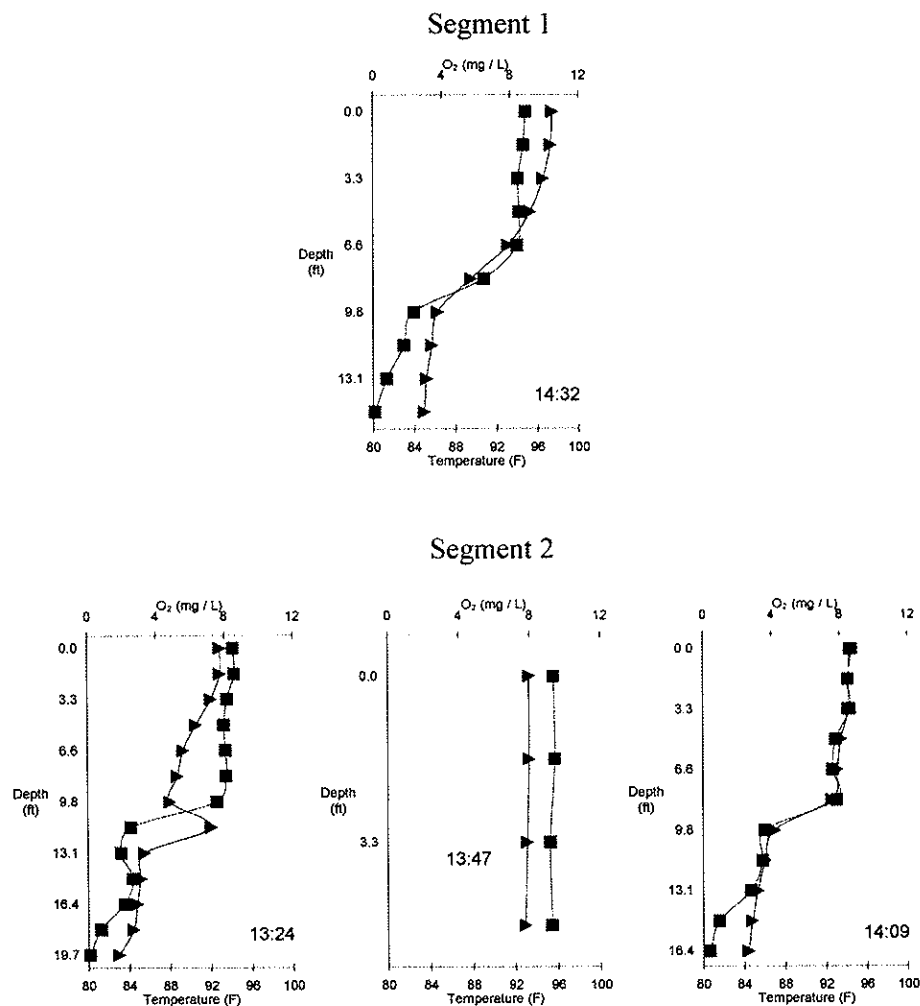 Segment 1
O₂ (mg / L)
0 4 8 12
0.0
3.3
6.6
Depth
(ft)
9.8
13.1
14:32
80 84 88 92 96 100
Temperature (F)
Segment 2
O₂ (mg / L)
0 4 8 12
0.0
3.3
6.6
9.8
Depth
(ft)
13.1
16.4
19.7
13:24
80 84 88 92 96 100
Temperature (F)
O₂ (mg / L)
0 4 8 12
0.0
Depth
(ft)
3.3
13:47
80 84 88 92 96 100
Temperature (F)
O₂ (mg / L)
0 4 8 12
0.0
3.3
6.6
Depth
(ft)
9.8
13.1
16.4
14:09
80 84 88 92 96 100
Temperature (F)